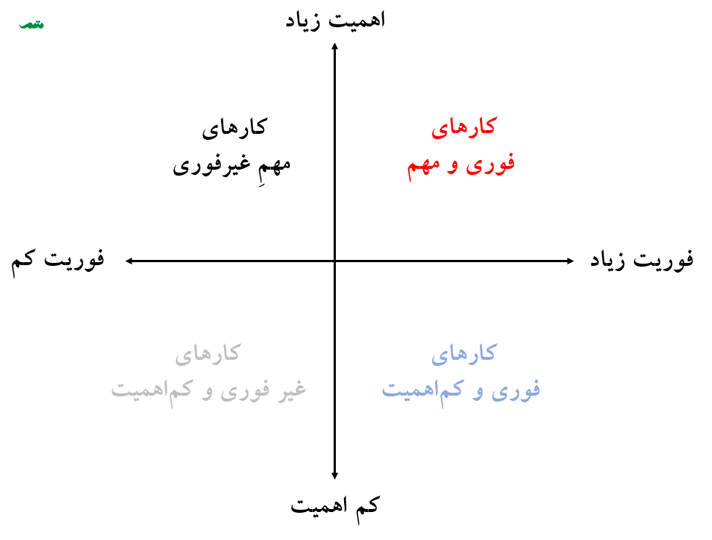 اهمیت زیاد
کارهای
فوری و مهم
کارهای
مهمِ غیرفوری
فوریت زیاد
فوریت کم
کارهای
فوری و کم‌اهمیت
کارهای
غیر فوری و کم‌اهمیت
کم اهمیت